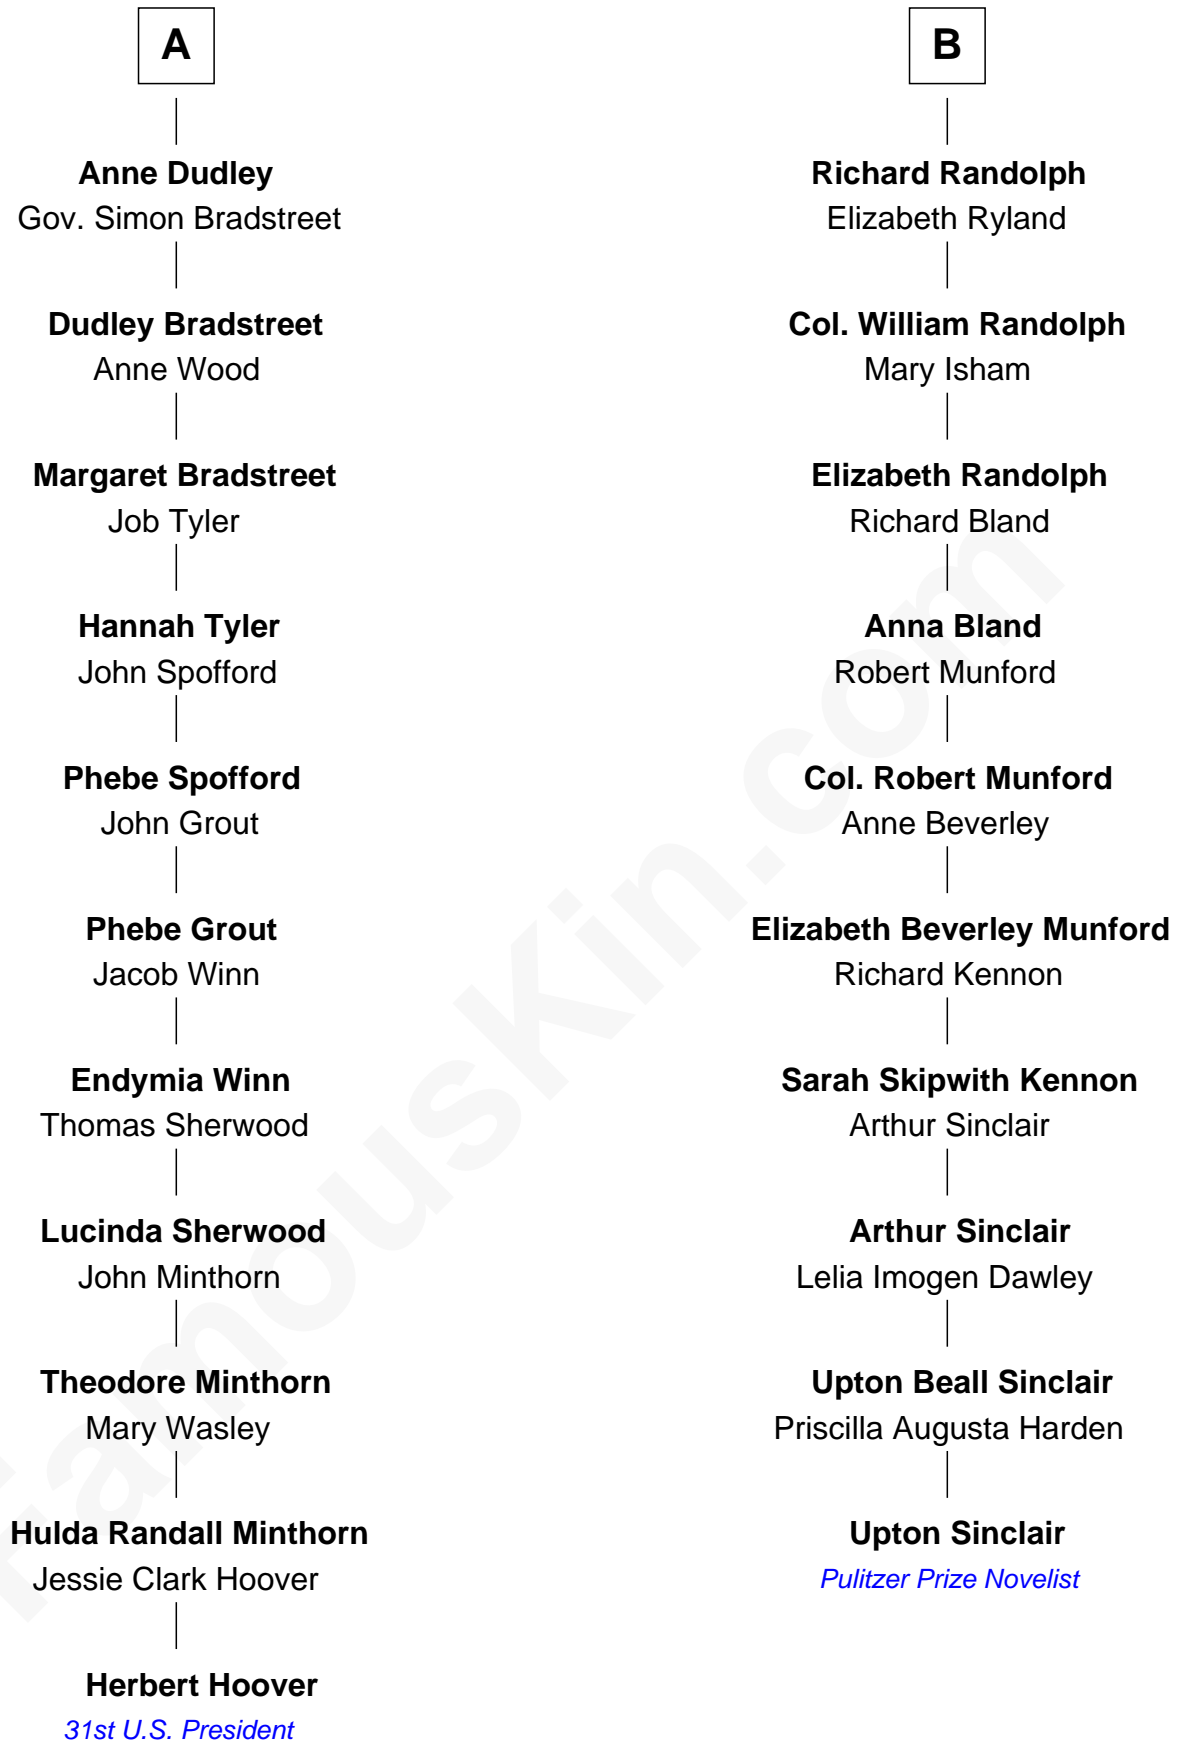 A
Anne Dudley
Gov. Simon Bradstreet
Dudley Bradstreet
Anne Wood
Margaret Bradstreet
Job Tyler
Hannah Tyler
John Spofford
Phebe Spofford
John Grout
Phebe Grout
Jacob Winn
Endymia Winn
Thomas Sherwood
Lucinda Sherwood
John Minthorn
Theodore Minthorn
Mary Wasley
Hulda Randall Minthorn
Jessie Clark Hoover
Herbert Hoover
31st U.S. President
B
Richard Randolph
Elizabeth Ryland
Col. William Randolph
Mary Isham
Elizabeth Randolph
Richard Bland
Anna Bland
Robert Munford
Col. Robert Munford
Anne Beverley
Elizabeth Beverley Munford
Richard Kennon
Sarah Skipwith Kennon
Arthur Sinclair
Arthur Sinclair
Lelia Imogen Dawley
Upton Beall Sinclair
Priscilla Augusta Harden
Upton Sinclair
Pulitzer Prize Novelist
FamousKin.com